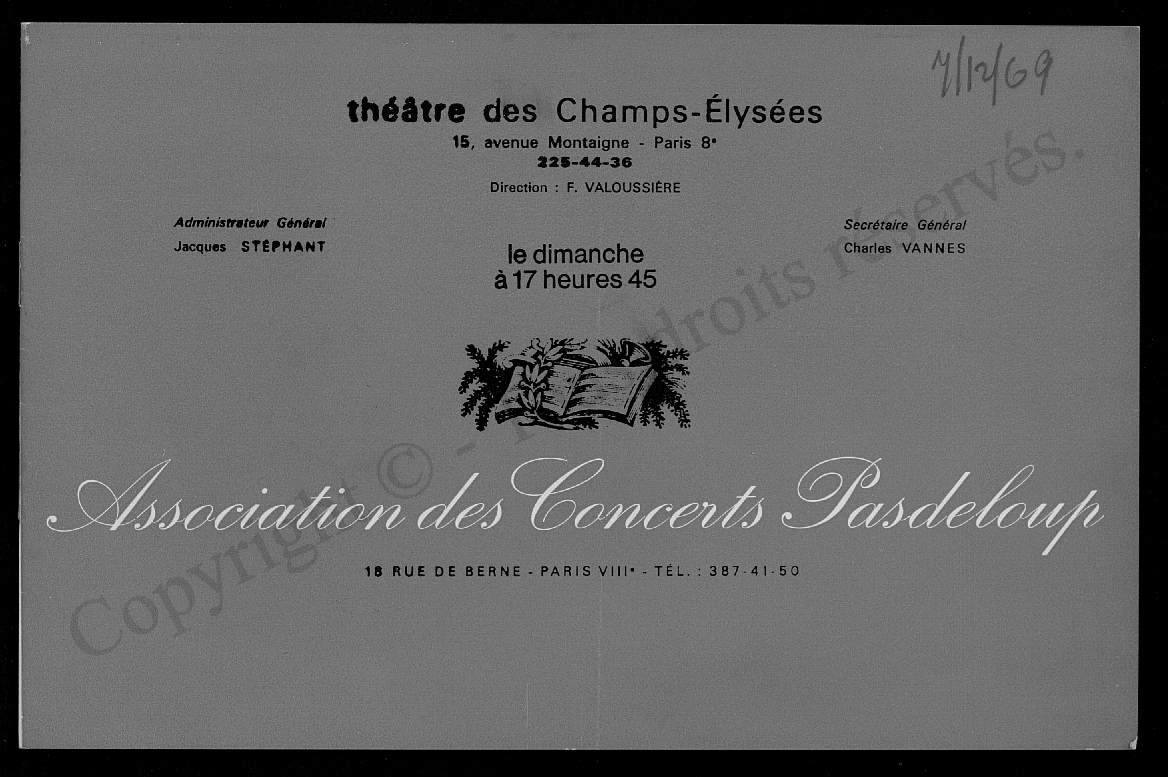 7/12/69
théâtre des Champs-Élysées
15, avenue Montaigne - Paris 8e
225-44-36
Direction : F. VALOUSSIÈRE
Administrateur Général
Jacques STÉPHANT
Secrétaire Général
Charles VANNES
le dimanche
à 17 heures 45
Association des Concerts Pasdeloup
18 RUE DE BERNE - PARIS VIIIe - TÉL. : 387-41-50
Copyright © - droits réservés.